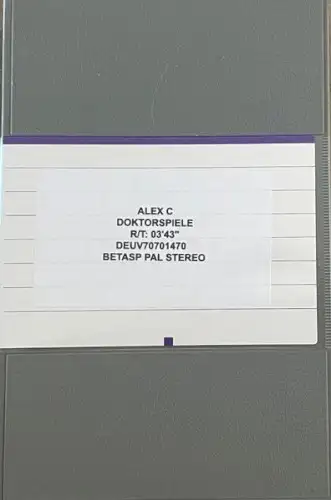 ALEX C
DOKTORSPIELE
R/T: 03'43"
DEUV70701470
BETASP PAL STEREO